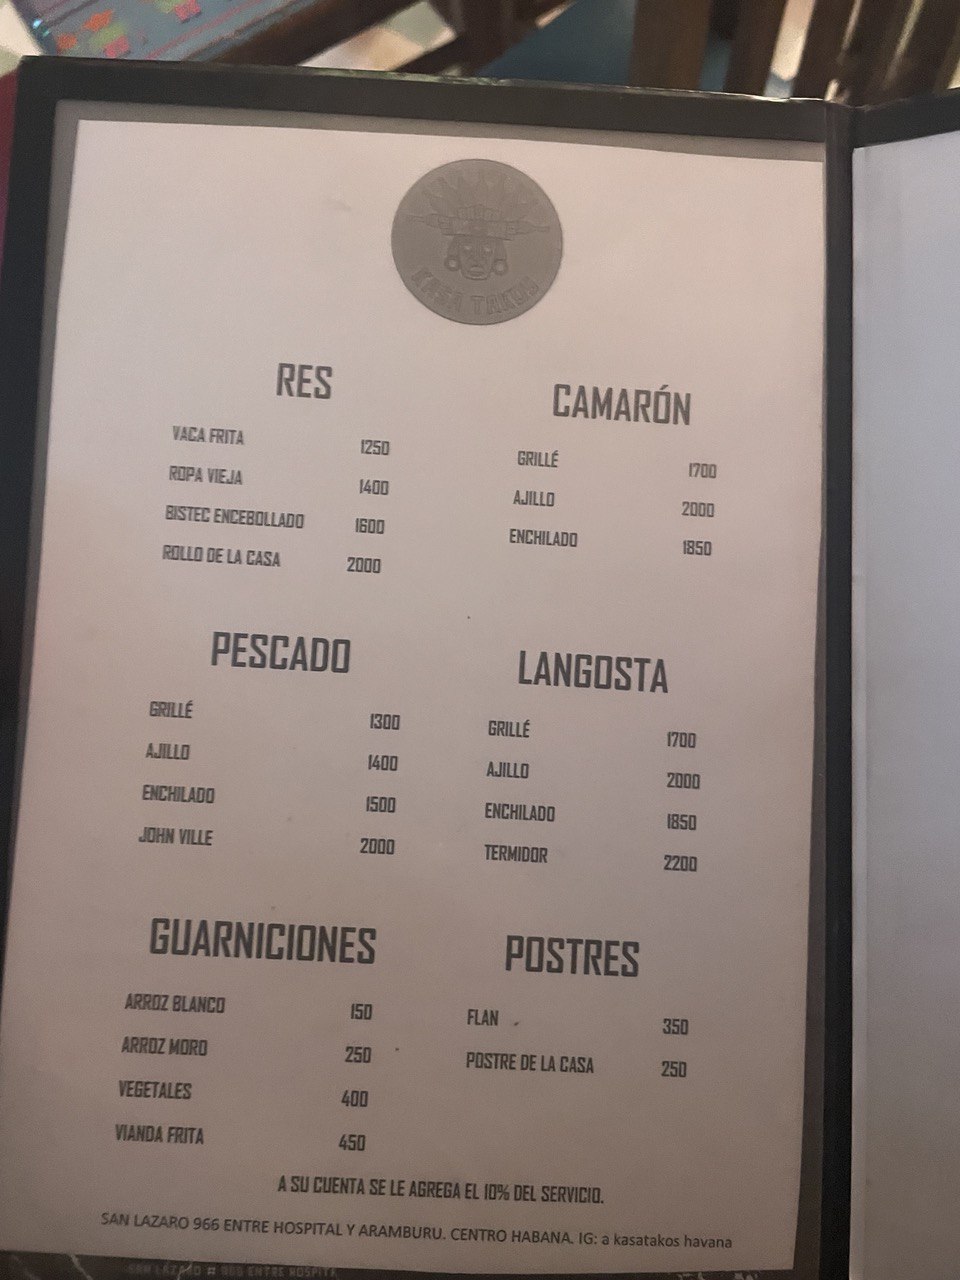 KASA TAKOS
RES
VACA FRITA 1250
ROPA VIEJA 1400
BISTEC ENCEBOLLADO 1600
ROLLO DE LA CASA 2000
CAMARÓN
GRILLÉ 1700
AJILLO 2000
ENCHILADO 1850
PESCADO
GRILLÉ 1300
AJILLO 1400
ENCHILADO 1500
JOHN VILLE 2000
LANGOSTA
GRILLÉ 1700
AJILLO 2000
ENCHILADO 1850
TERMIDOR 2200
GUARNICIONES
ARROZ BLANCO 150
ARROZ MORO 250
VEGETALES 400
VIANDA FRITA 450
POSTRES
FLAN 350
POSTRE DE LA CASA 250
A SU CUENTA SE LE AGREGA EL 10% DEL SERVICIO.
SAN LAZARO 966 ENTRE HOSPITAL Y ARAMBURU. CENTRO HABANA. IG: a kasatakos havana
SAN LAZARO # 966 ENTRE HOSPITA